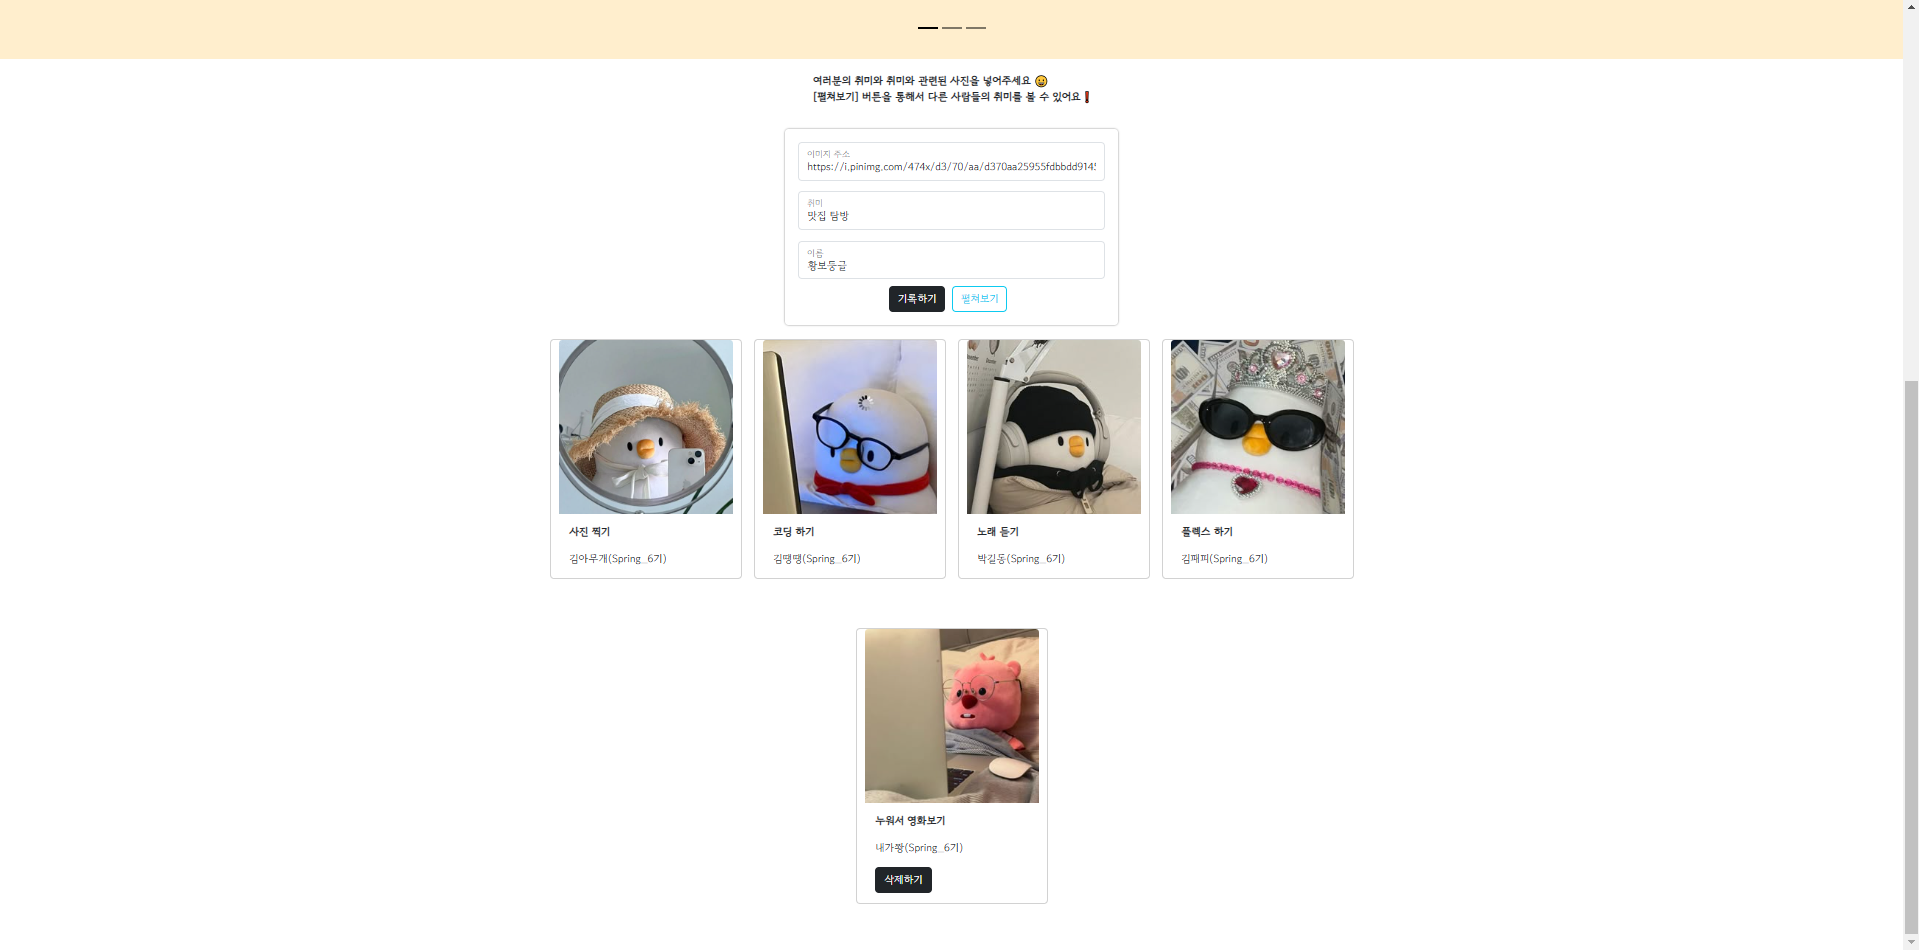 여러분의 취미와 취미와 관련된 사진을 넣어주세요 😀
[펼쳐보기] 버튼을 통해서 다른 사람들의 취미를 볼 수 있어요❗
이미지 주소
https://i.pinimg.com/474x/d3/70/aa/d370aa25955fdbbdd914
취미
맛집 탐방
이름
황보둥글
기록하기 펼쳐보기
사진 찍기
김아무개(Spring_6기)
코딩 하기
김땡땡(Spring_6기)
노래 듣기
박길동(Spring_6기)
플렉스 하기
김패피(Spring_6기)
누워서 영화보기
내가짱(Spring_6기)
삭제하기